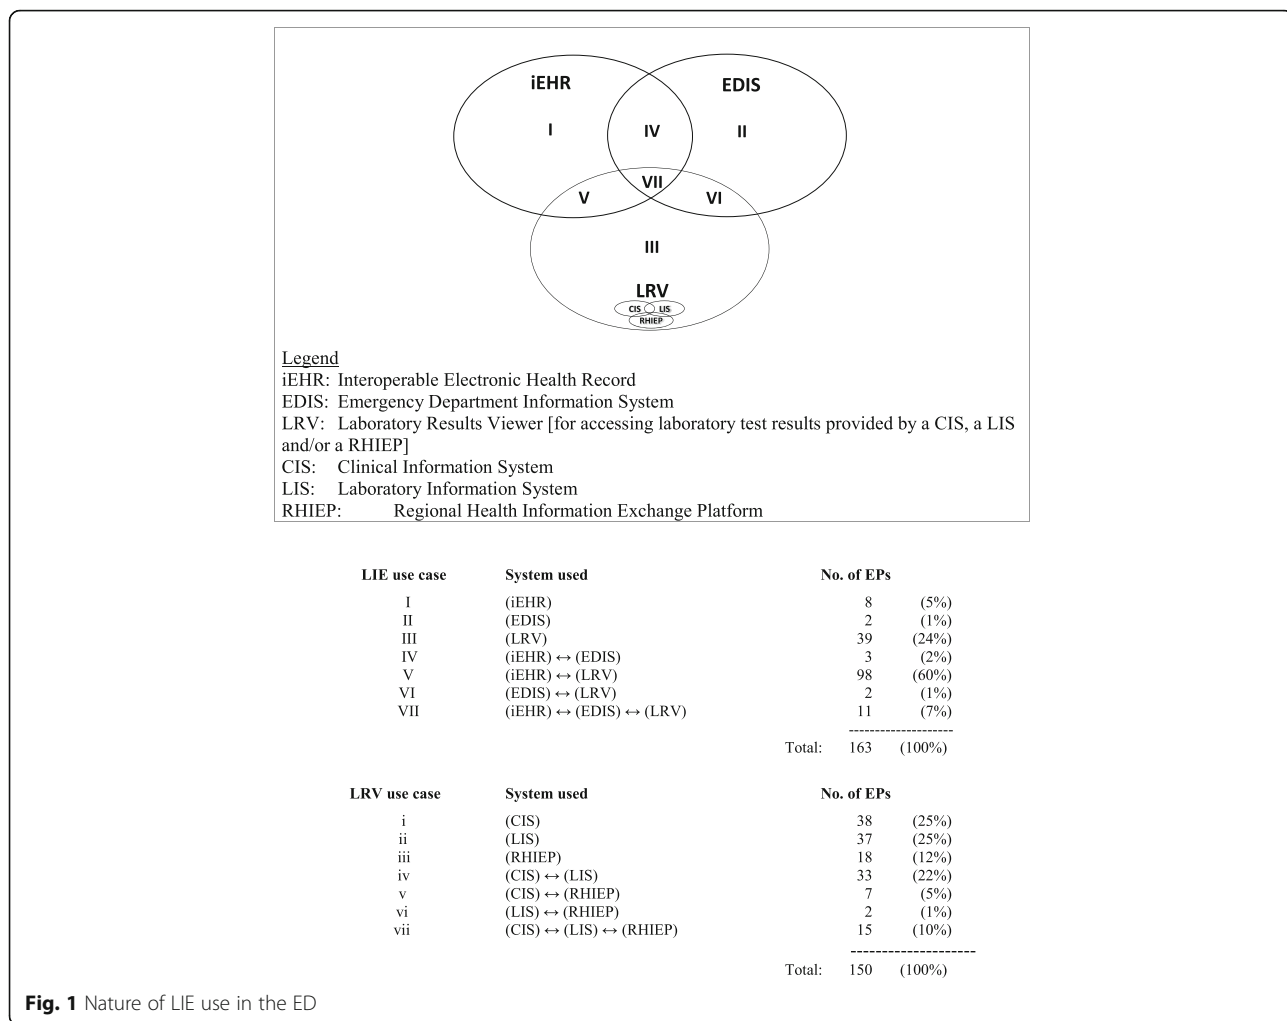 iEHR EDIS
I IV II
VII
V VI
III
LRV
CIS LIS
RHIEP
Legend
iEHR: Interoperable Electronic Health Record
EDIS: Emergency Department Information System
LRV: Laboratory Results Viewer [for accessing laboratory test results provided by a CIS, a LIS
and/or a RHIEP]
CIS: Clinical Information System
LIS: Laboratory Information System
RHIEP: Regional Health Information Exchange Platform
LIE use case System used No. of EPs
I (iEHR) 8 (5%)
II (EDIS) 2 (1%)
III (LRV) 39 (24%)
IV (iEHR) ↔ (EDIS) 3 (2%)
V (iEHR) ↔ (LRV) 98 (60%)
VI (EDIS) ↔ (LRV) 2 (1%)
VII (iEHR) ↔ (EDIS) ↔ (LRV) 11 (7%)
--------------------
Total: 163 (100%)
LRV use case System used No. of EPs
i (CIS) 38 (25%)
ii (LIS) 37 (25%)
iii (RHIEP) 18 (12%)
iv (CIS) ↔ (LIS) 33 (22%)
v (CIS) ↔ (RHIEP) 7 (5%)
vi (LIS) ↔ (RHIEP) 2 (1%)
vii (CIS) ↔ (LIS) ↔ (RHIEP) 15 (10%)
--------------------
Total: 150 (100%)
Fig. 1 Nature of LIE use in the ED